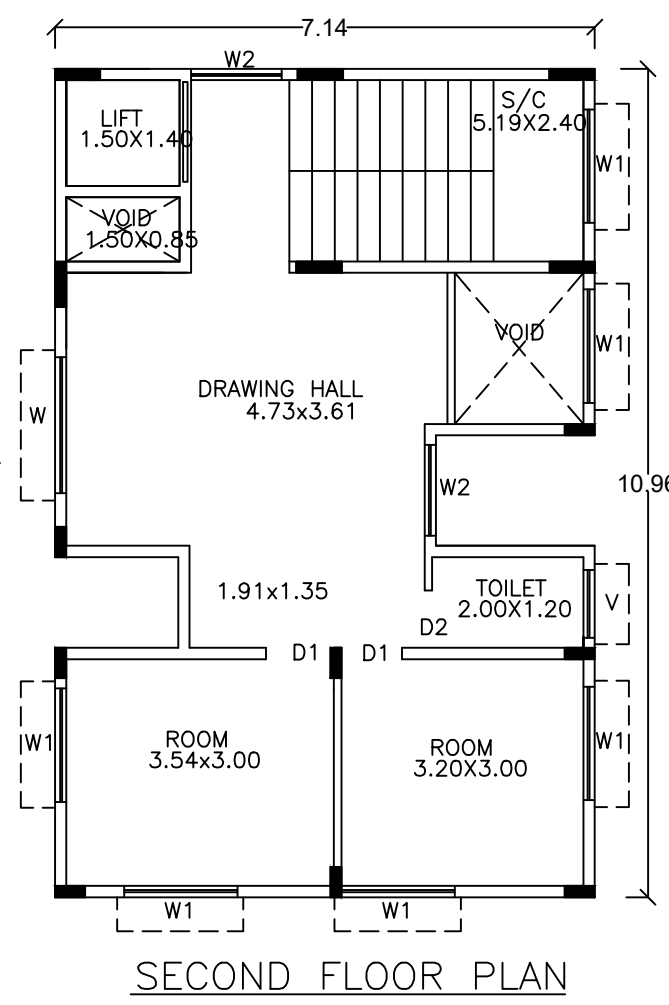 7.14
W2
LIFT
1.50X1.40
S/C
5.19X2.40
W1
VOID
1.50X0.85
VOID
W1
DRAWING HALL
4.73x3.61
W
W2
10.96
1.91x1.35
TOILET
2.00X1.20
V
D2
D1
D1
W1
ROOM
3.54x3.00
ROOM
3.20X3.00
W1
W1
W1
SECOND FLOOR PLAN